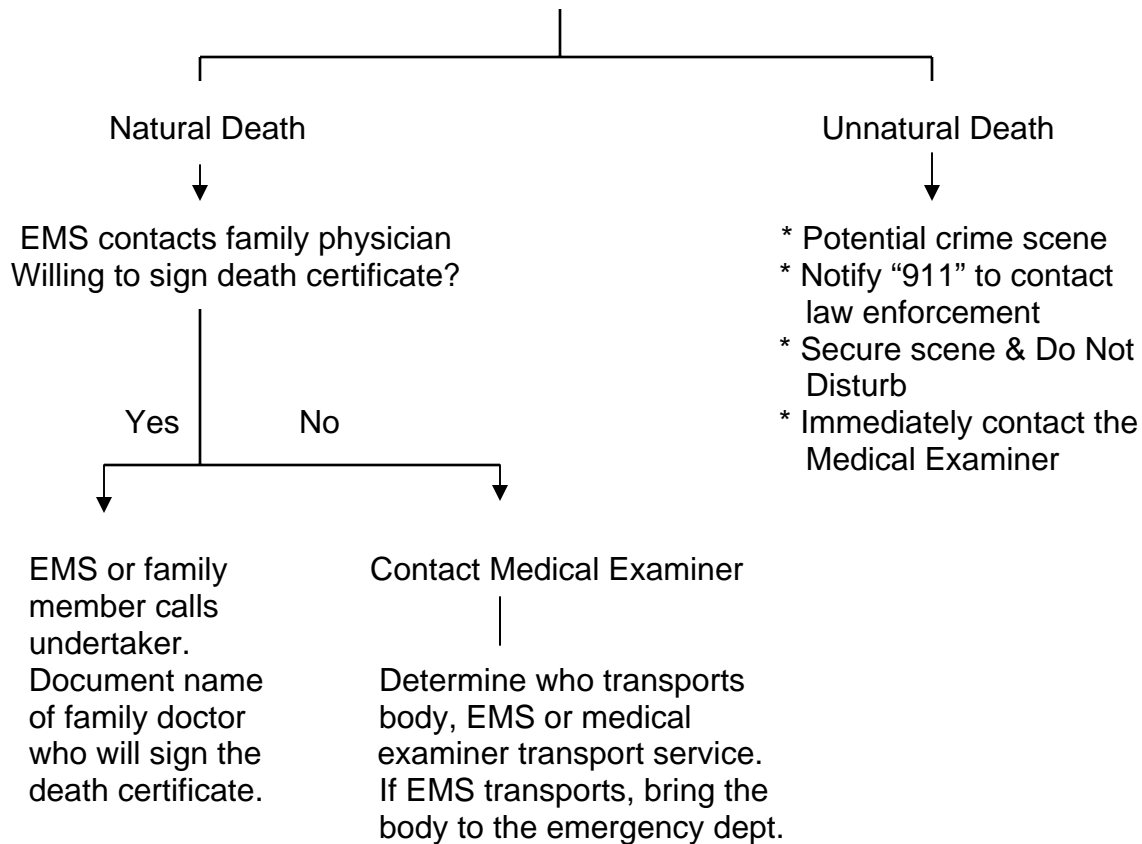 Natural Death
Unnatural Death
EMS contacts family physician
Willing to sign death certificate?
* Potential crime scene
* Notify “911” to contact
law enforcement
* Secure scene & Do Not
Disturb
* Immediately contact the
Medical Examiner
Yes
No
EMS or family
member calls
undertaker.
Document name
of family doctor
who will sign the
death certificate.
Contact Medical Examiner
Determine who transports
body, EMS or medical
examiner transport service.
If EMS transports, bring the
body to the emergency dept.